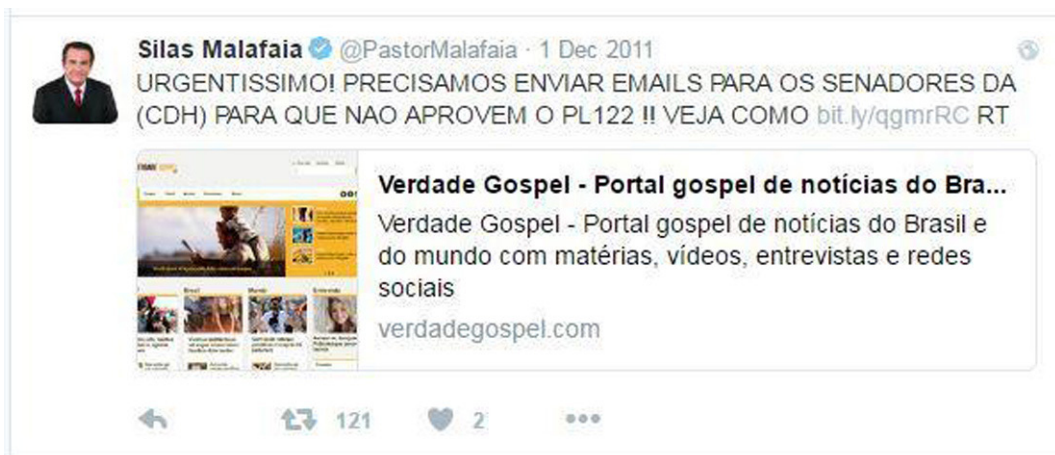 Silas Malafaia @PastorMalafaia · 1 Dec 2011
URGENTISSIMO! PRECISAMOS ENVIAR EMAILS PARA OS SENADORES DA
(CDH) PARA QUE NAO APROVEM O PL122 !! VEJA COMO bit.ly/qgmrRC RT
Verdade Gospel - Portal gospel de notícias do Bra...
Verdade Gospel - Portal gospel de notícias do Brasil e
do mundo com matérias, vídeos, entrevistas e redes
sociais
verdadegospel.com
121 2